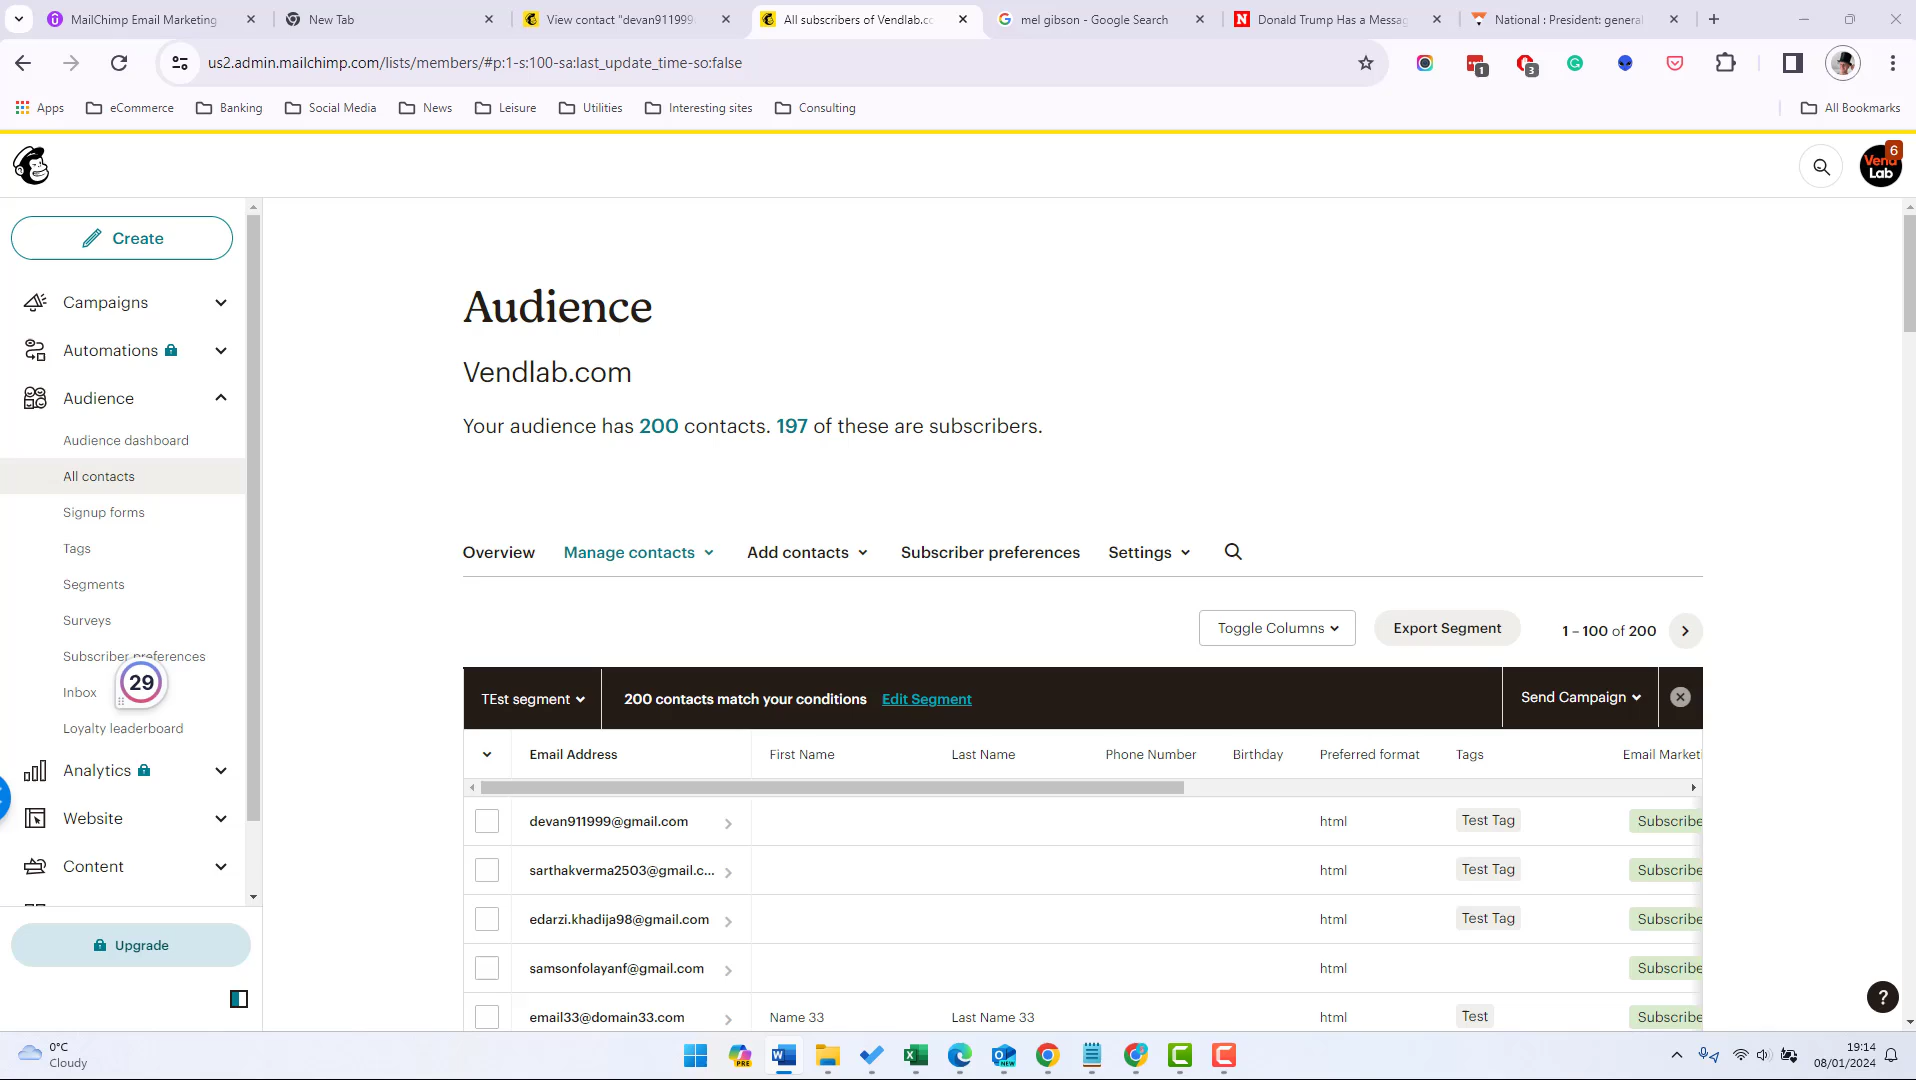 MailChimp Email Marketing
New Tab
View contact "devan911999
All subscribers of Vendlab.co
mel gibson - Google Search
Donald Trump Has a Messag
National : President: general
us2.admin.mailchimp.com/lists/members/#p:1-s:100-sa:last_update_time-so:false
1
3
Apps
eCommerce
Banking
Social Media
News
Leisure
Utilities
Interesting sites
Consulting
All Bookmarks
Vend
Lab
6
Create
Campaigns
Automations
Audience
Audience dashboard
All contacts
Signup forms
Tags
Segments
Surveys
Subscriber preferences
Inbox
29
Loyalty leaderboard
Analytics
Website
Content
Upgrade
Audience
Vendlab.com
Your audience has 200 contacts. 197 of these are subscribers.
Overview
Manage contacts
Add contacts
Subscriber preferences
Settings
Toggle Columns
Export Segment
1 – 100 of 200
TEst segment
200 contacts match your conditions
Edit Segment
Send Campaign
Email Address
First Name
Last Name
Phone Number
Birthday
Preferred format
Tags
Email Marketi
devan911999@gmail.com
html
Test Tag
Subscribe
sarthakverma2503@gmail.c...
html
Test Tag
Subscribe
edarzi.khadija98@gmail.com
html
Test Tag
Subscribe
samsonfolayanf@gmail.com
html
Subscribe
email33@domain33.com
Name 33
Last Name 33
html
Test
Subscribe
?
0°C
Cloudy
PRE
NEW
19:14
08/01/2024